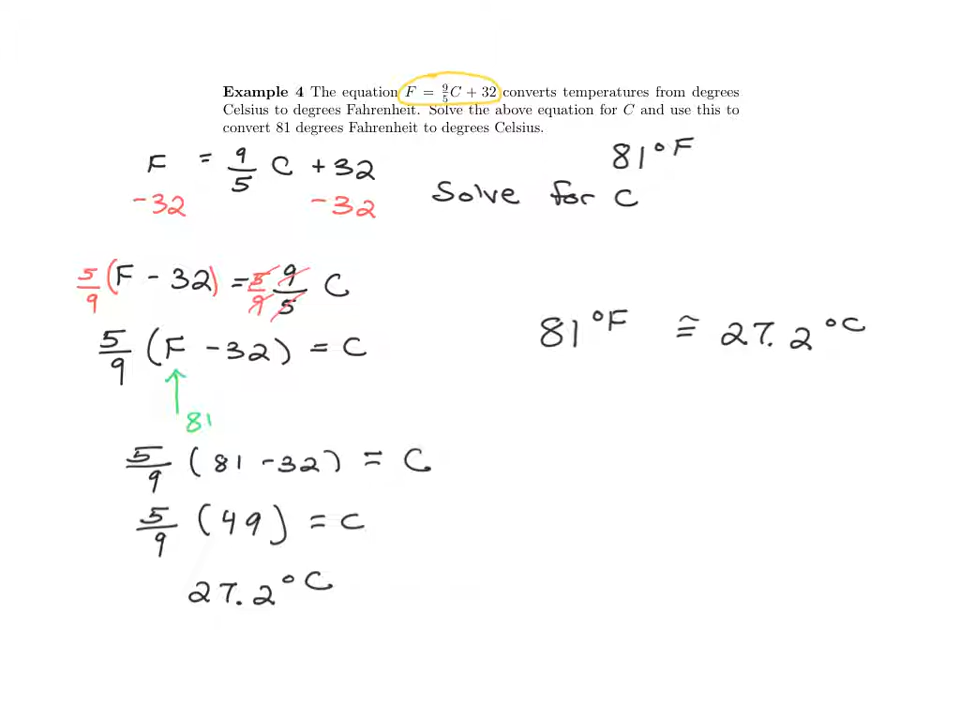 Example 4 The equation F = 9/5 C + 32 converts temperatures from degrees
Celsius to degrees Fahrenheit. Solve the above equation for C and use this to
convert 81 degrees Fahrenheit to degrees Celsius.
81°F
F = 9/5 C + 32
-32 -32
Solve for C
5/9 (F - 32) = 5/9 9/5 C
5/9 (F - 32) = C
81
81°F ≅ 27.2°C
5/9 (81 - 32) = C
5/9 (49) = C
27.2°C